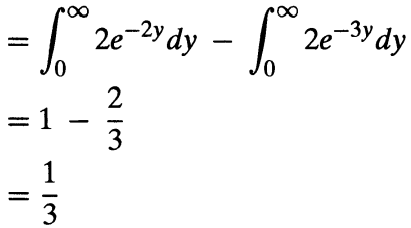 = ∫₀^∞ 2e^{-2y} dy − ∫₀^∞ 2e^{-3y} dy
= 1 − 2/3
= 1/3